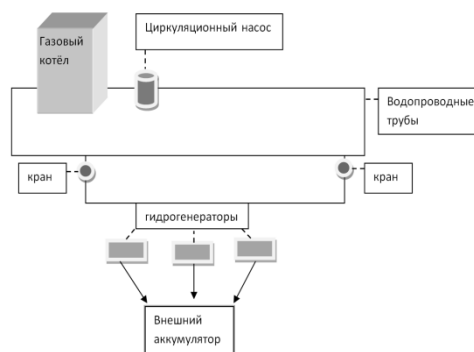 Газовый
котёл
Циркуляционный насос
Водопроводные
трубы
кран
кран
гидрогенераторы
Внешний
аккумулятор